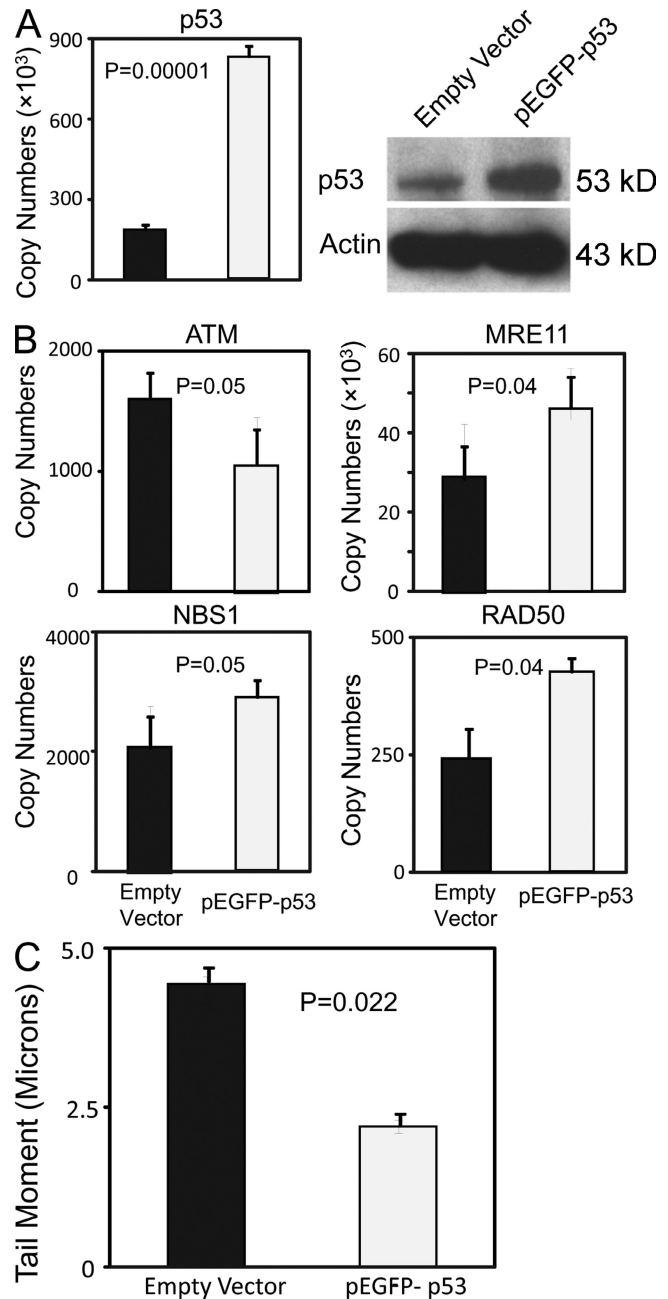 A
p53
Copy Numbers (×10³)
900
600
300
0
P=0.00001
Empty Vector
pEGFP-p53
p53
53 kD
Actin
43 kD
B
ATM
Copy Numbers
2000
1000
0
P=0.05
MRE11
Copy Numbers (×10³)
60
40
20
0
P=0.04
NBS1
Copy Numbers
4000
2000
0
P=0.05
Empty
Vector
pEGFP-p53
RAD50
Copy Numbers
500
250
0
P=0.04
Empty
Vector
pEGFP-p53
C
Tail Moment (Microns)
5.0
2.5
0
P=0.022
Empty Vector
pEGFP- p53